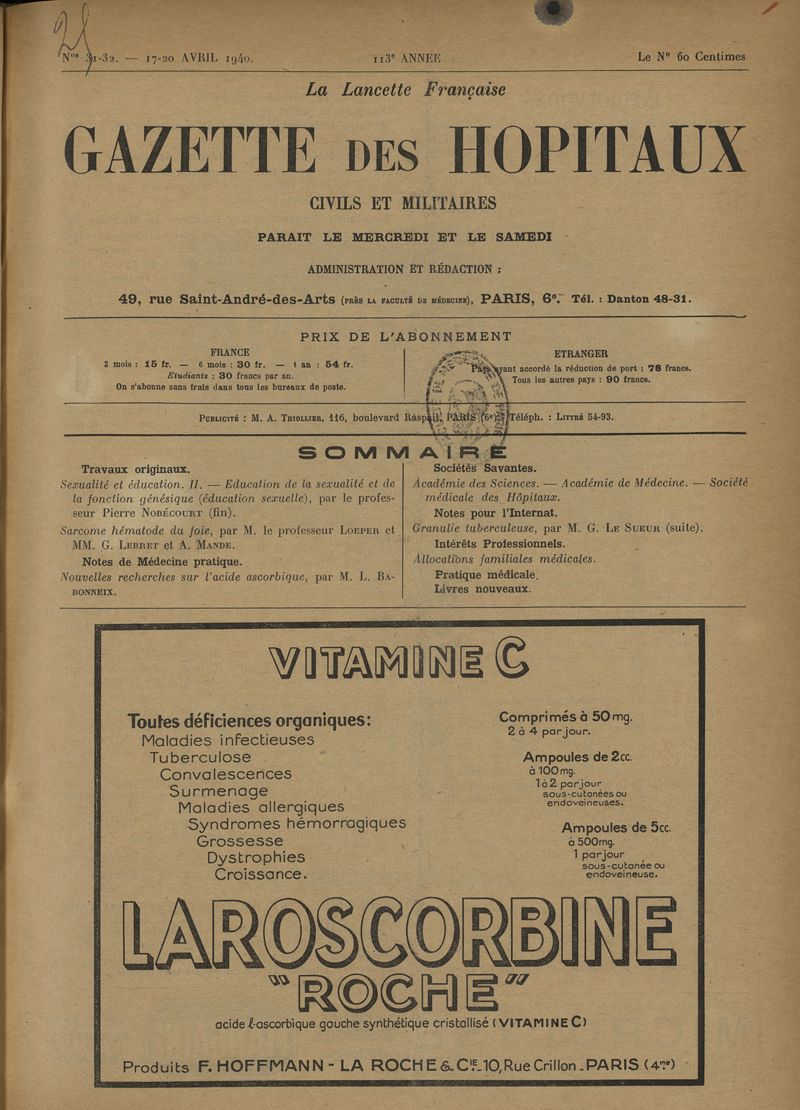 Nos 31-32. — 17-20 AVRIL 1940.
113e ANNÉE
Le No 60 Centimes
La Lancette Française
GAZETTE DES HOPITAUX
CIVILS ET MILITAIRES
PARAIT LE MERCREDI ET LE SAMEDI
ADMINISTRATION ET RÉDACTION :
49, rue Saint-André-des-Arts (PRÈS LA FACULTÉ DE MÉDECINE), PARIS, 6e. Tél. : Danton 48-31.
PRIX DE L'ABONNEMENT
FRANCE
3 mois : 15 fr. — 6 mois : 30 fr. — 1 an : 54 fr.
Etudiants : 30 francs par an.
On s'abonne sans frais dans tous les bureaux de poste.
ETRANGER
Pays ayant accordé la réduction de port : 78 francs.
Tous les autres pays : 90 francs.
PUBLICITÉ : M. A. THIOLLIER, 116, boulevard Raspail, PARIS (6e). Téléph. : LITTRÉ 54-93.
SOMMAIRE
Travaux originaux.
Sexualité et éducation. II. — Education de la sexualité et de
la fonction génésique (éducation sexuelle), par le profes-
seur Pierre NOBÉCOURT (fin).
Sarcome hématode du foie, par M. le professeur LOEPER et
MM. G. LEBRET et A. MANDE.
Notes de Médecine pratique.
Nouvelles recherches sur l'acide ascorbique, par M. L. BA-
BONNEIX.
Sociétés Savantes.
Académie des Sciences. — Académie de Médecine. — Société
médicale des Hôpitaux.
Notes pour l'Internat.
Granulie tuberculeuse, par M. G. LE SUEUR (suite).
Intérêts Professionnels.
Allocations familiales médicales.
Pratique médicale.
Livres nouveaux.
VITAMINE C
Toutes déficiences organiques:
Maladies infectieuses
Tuberculose
Convalescences
Surmenage
Maladies allergiques
Syndromes hémorragiques
Grossesse
Dystrophies
Croissance.
Comprimés à 50mg.
2 à 4 par jour.
Ampoules de 2cc.
à 100mg.
1 à 2 par jour
sous-cutanées ou
endoveineuses.
Ampoules de 5cc.
à 500mg.
1 par jour
sous-cutanée ou
endoveineuse.
LAROSCORBINE
"ROCHE"
acide l-ascorbique gauche synthétique cristallisé (VITAMINE C)
Produits F. HOFFMANN - LA ROCHE & CIE. 10, Rue Crillon - PARIS (4me)